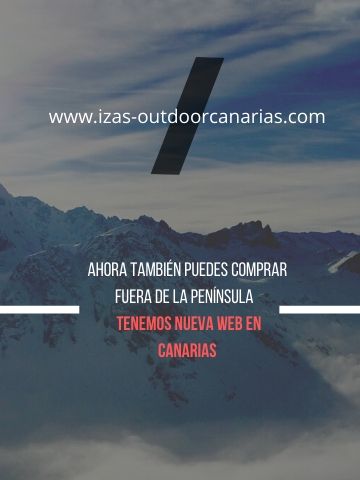 www.izas-outdoorcanarias.com
AHORA TAMBIÉN PUEDES COMPRAR
FUERA DE LA PENÍNSULA
TENEMOS NUEVA WEB EN
CANARIAS